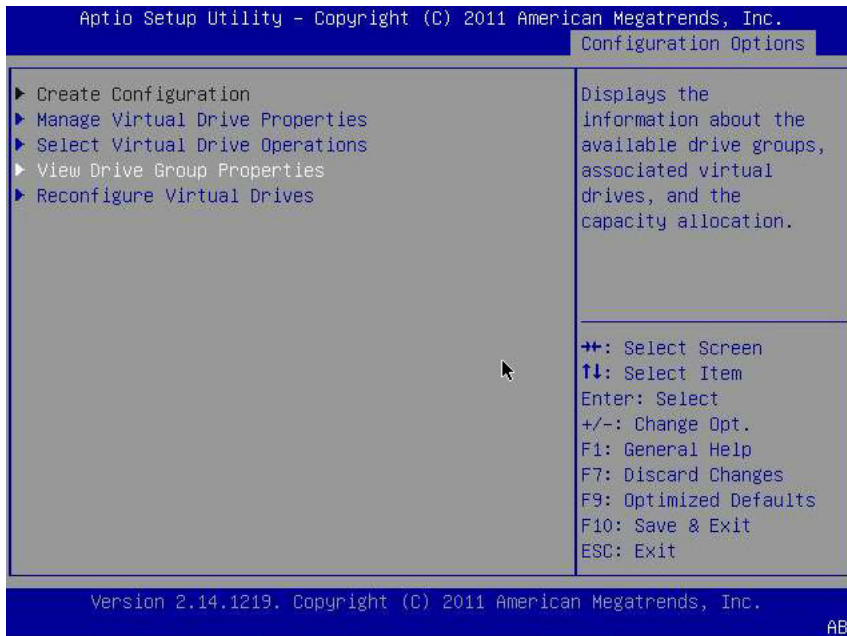 Aptio Setup Utility – Copyright (C) 2011 American Megatrends, Inc.
Configuration Options
Create Configuration
Manage Virtual Drive Properties
Select Virtual Drive Operations
View Drive Group Properties
Reconfigure Virtual Drives
Displays the
information about the
available drive groups,
associated virtual
drives, and the
capacity allocation.
→←: Select Screen
↑↓: Select Item
Enter: Select
+/-: Change Opt.
F1: General Help
F7: Discard Changes
F9: Optimized Defaults
F10: Save & Exit
ESC: Exit
Version 2.14.1219. Copyright (C) 2011 American Megatrends, Inc.
AB